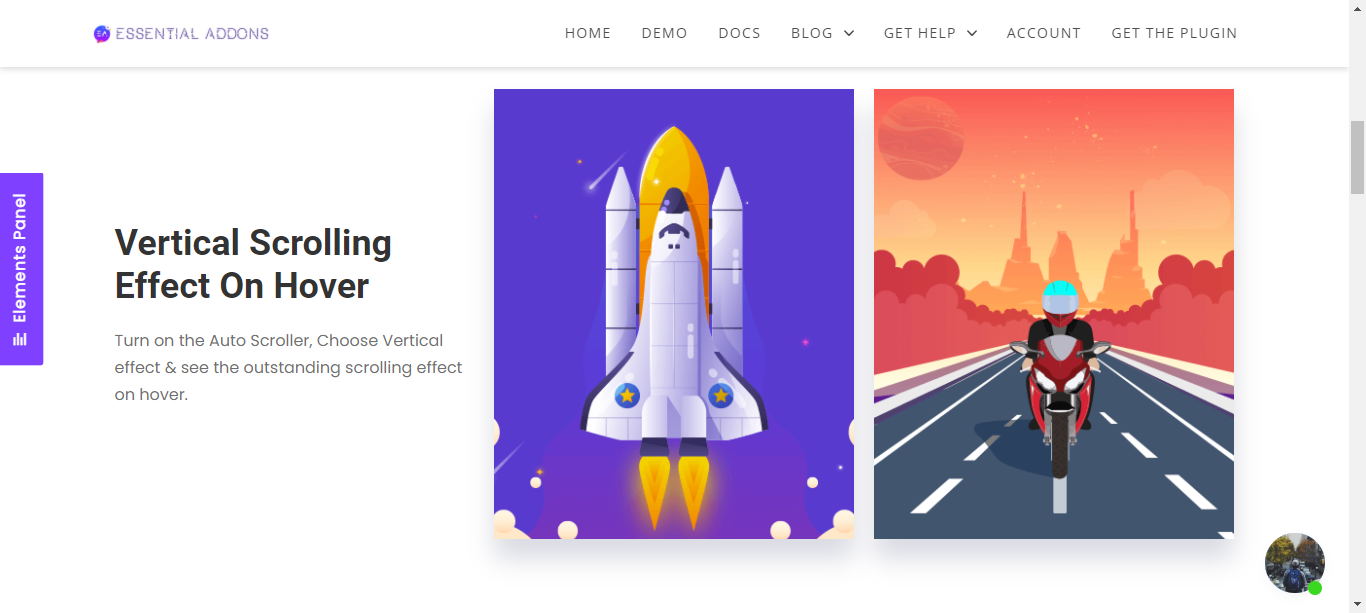 EA ESSENTIAL ADDONS
HOME DEMO DOCS BLOG GET HELP ACCOUNT GET THE PLUGIN
Elements Panel
Vertical Scrolling
Effect On Hover
Turn on the Auto Scroller, Choose Vertical
effect & see the outstanding scrolling effect
on hover.